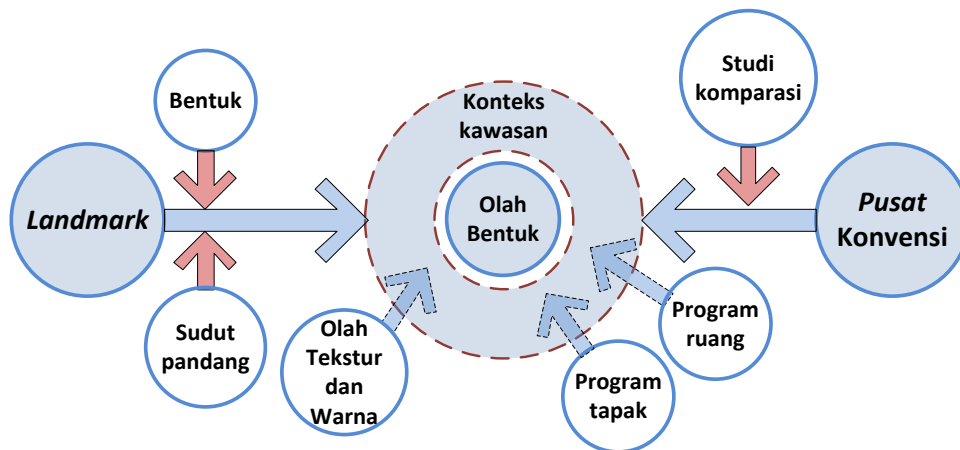 Bentuk
Studi
komparasi
Konteks
kawasan
Landmark
Olah
Bentuk
Pusat
Konvensi
Sudut
pandang
Olah
Tekstur
dan
Warna
Program
ruang
Program
tapak